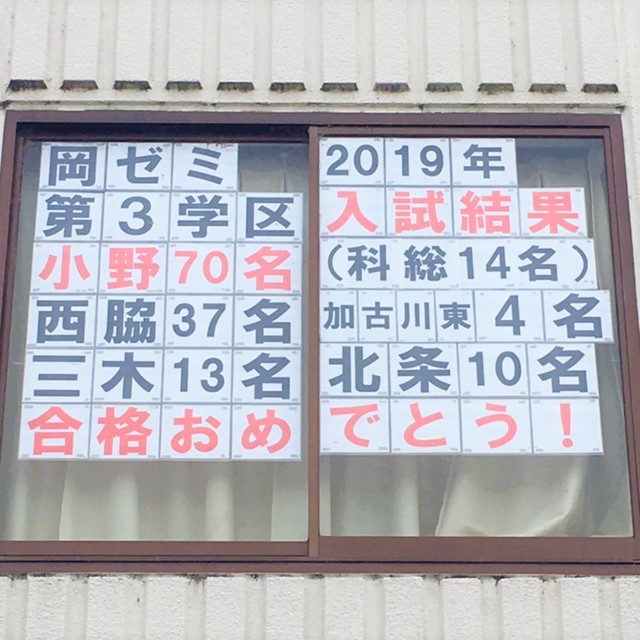 岡ゼミ 2019年
第3学区 入試結果
小野70名(科総14名)
西脇37名 加古川東4名
三木13名 北条10名
合格おめでとう!